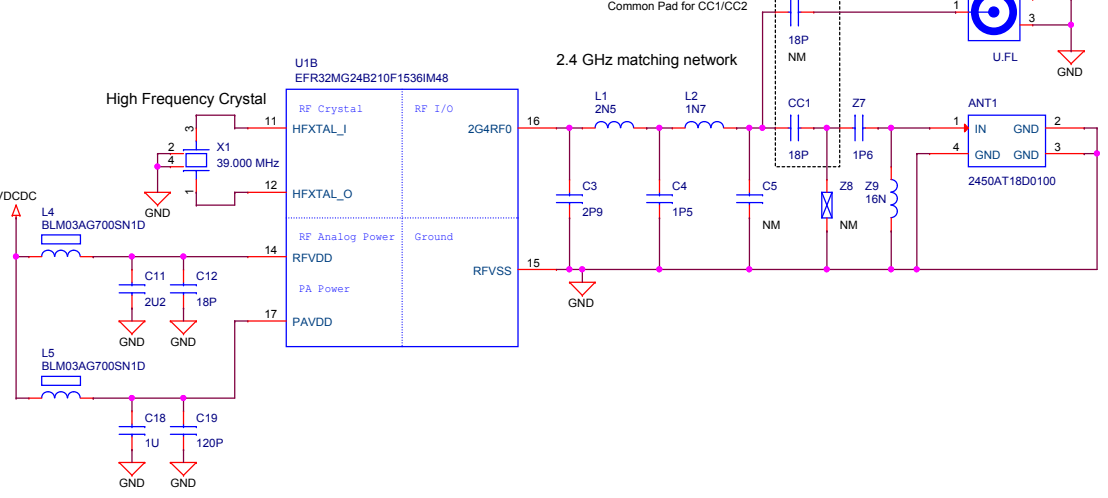 Common Pad for CC1/CC2
1
3
18P
NM
U.FL
GND
2.4 GHz matching network
U1B
EFR32MG24B210F1536IM48
High Frequency Crystal
RF Crystal
RF I/O
11
HFXTAL_I
2G4RF0
16
3
2
4
1
X1
39.000 MHz
GND
12
HFXTAL_O
L1
2N5
L2
1N7
CC1
18P
Z7
1P6
ANT1
1
IN
GND
2
4
GND
GND
3
2450AT18D0100
C3
2P9
C4
1P5
C5
NM
Z8
NM
Z9
16N
VDCDC
L4
BLM03AG700SN1D
RF Analog Power
Ground
14
RFVDD
RFVSS
15
GND
C11
2U2
C12
18P
GND
GND
PA Power
17
PAVDD
L5
BLM03AG700SN1D
C18
1U
C19
120P
GND
GND